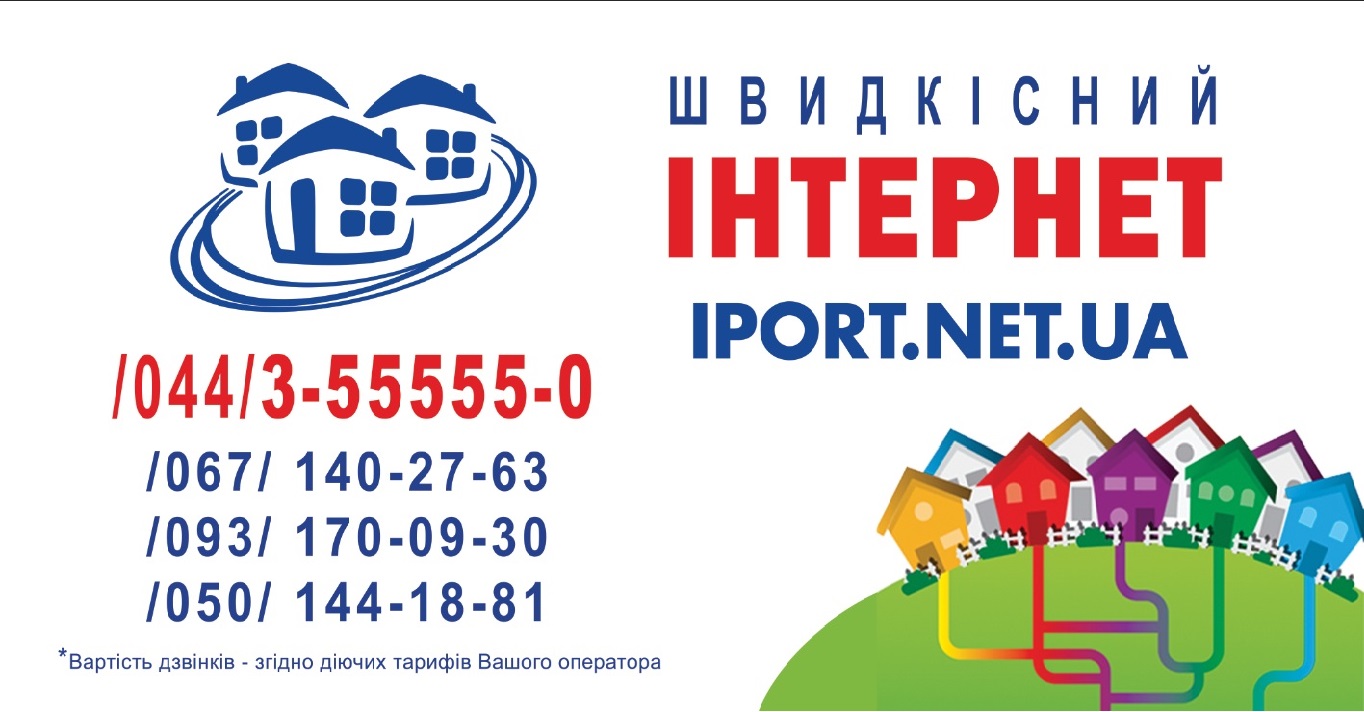 ШВИДКІСНИЙ
ІНТЕРНЕТ
IPORT.NET.UA
/044/3-55555-0
/067/ 140-27-63
/093/ 170-09-30
/050/ 144-18-81
*Вартість дзвінків - згідно діючих тарифів Вашого оператора